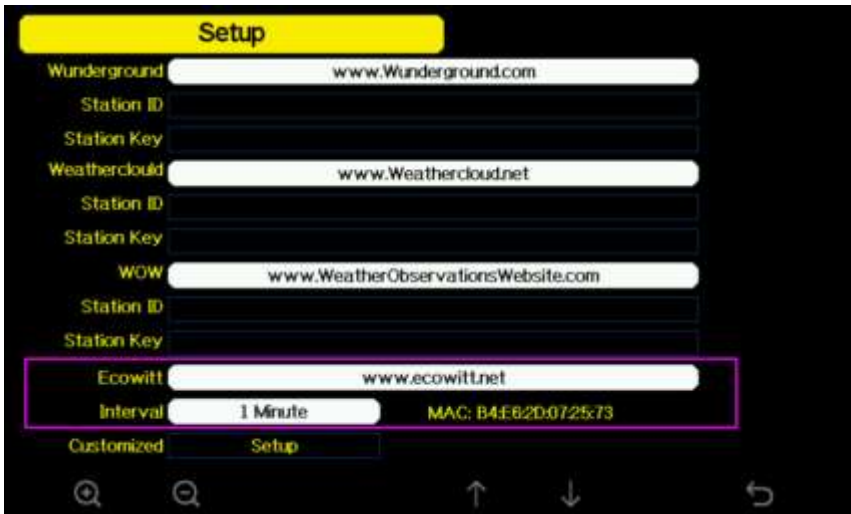 Setup
Wunderground www.Wunderground.com
Station ID
Station Key
Weatherclould www.Weathercloud.net
Station ID
Station Key
WOW www.WeatherObservationsWebsite.com
Station ID
Station Key
Ecowitt www.ecowitt.net
Interval 1 Minute MAC: B4:E6:2D:07:25:73
Customized Setup